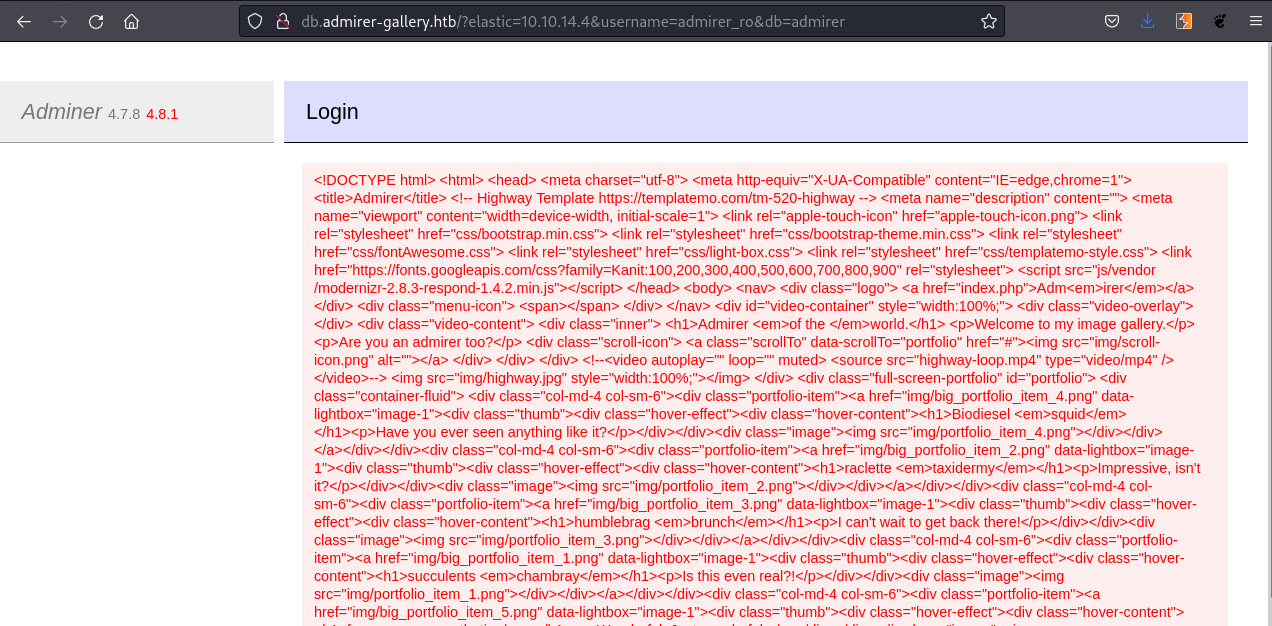 db.admirer-gallery.htb/?elastic=10.10.14.4&username=admirer_ro&db=admirer
Adminer 4.7.8 4.8.1
Login
<!DOCTYPE html> <html> <head> <meta charset="utf-8"> <meta http-equiv="X-UA-Compatible" content="IE=edge,chrome=1">
<title>Admirer</title> <!-- Highway Template https://templatemo.com/tm-520-highway --> <meta name="description" content=""> <meta
name="viewport" content="width=device-width, initial-scale=1"> <link rel="apple-touch-icon" href="apple-touch-icon.png"> <link
rel="stylesheet" href="css/bootstrap.min.css"> <link rel="stylesheet" href="css/bootstrap-theme.min.css"> <link rel="stylesheet"
href="css/fontAwesome.css"> <link rel="stylesheet" href="css/light-box.css"> <link rel="stylesheet" href="css/templatemo-style.css"> <link
href="https://fonts.googleapis.com/css?family=Kanit:100,200,300,400,500,600,700,800,900" rel="stylesheet"> <script src="js/vendor
/modernizr-2.8.3-respond-1.4.2.min.js"></script> </head> <body> <nav> <div class="logo"> <a href="index.php">Adm<em>irer</em></a>
</div> <div class="menu-icon"> <span></span> </div> </nav> <div id="video-container" style="width:100%;"> <div class="video-overlay">
</div> <div class="video-content"> <div class="inner"> <h1>Admirer <em>of the </em>world.</h1> <p>Welcome to my image gallery.</p>
<p>Are you an admirer too?</p> <div class="scroll-icon"> <a class="scrollTo" data-scrollTo="portfolio" href="#"><img src="img/scroll-
icon.png" alt=""></a> </div> </div> </div> <!--<video autoplay="" loop="" muted> <source src="highway-loop.mp4" type="video/mp4" />
</video>--> <img src="img/highway.jpg" style="width:100%;"></img> </div> <div class="full-screen-portfolio" id="portfolio"> <div
class="container-fluid"> <div class="col-md-4 col-sm-6"><div class="portfolio-item"><a href="img/big_portfolio_item_4.png" data-
lightbox="image-1"><div class="thumb"><div class="hover-effect"><div class="hover-content"><h1>Biodiesel <em>squid</em>
</h1><p>Have you ever seen anything like it?</p></div></div><div class="image"><img src="img/portfolio_item_4.png"></div></div>
</a></div></div><div class="col-md-4 col-sm-6"><div class="portfolio-item"><a href="img/big_portfolio_item_2.png" data-lightbox="image-
1"><div class="thumb"><div class="hover-effect"><div class="hover-content"><h1>raclette <em>taxidermy</em></h1><p>Impressive, isn't
it?</p></div></div><div class="image"><img src="img/portfolio_item_2.png"></div></div></a></div></div><div class="col-md-4 col-
sm-6"><div class="portfolio-item"><a href="img/big_portfolio_item_3.png" data-lightbox="image-1"><div class="thumb"><div class="hover-
effect"><div class="hover-content"><h1>humblebrag <em>brunch</em></h1><p>I can't wait to get back there!</p></div></div><div
class="image"><img src="img/portfolio_item_3.png"></div></div></a></div></div><div class="col-md-4 col-sm-6"><div class="portfolio-
item"><a href="img/big_portfolio_item_1.png" data-lightbox="image-1"><div class="thumb"><div class="hover-effect"><div class="hover-
content"><h1>succulents <em>chambray</em></h1><p>Is this even real?!</p></div></div><div class="image"><img
src="img/portfolio_item_1.png"></div></div></a></div></div><div class="col-md-4 col-sm-6"><div class="portfolio-item"><a
href="img/big_portfolio_item_5.png" data-lightbox="image-1"><div class="thumb"><div class="hover-effect"><div class="hover-content">